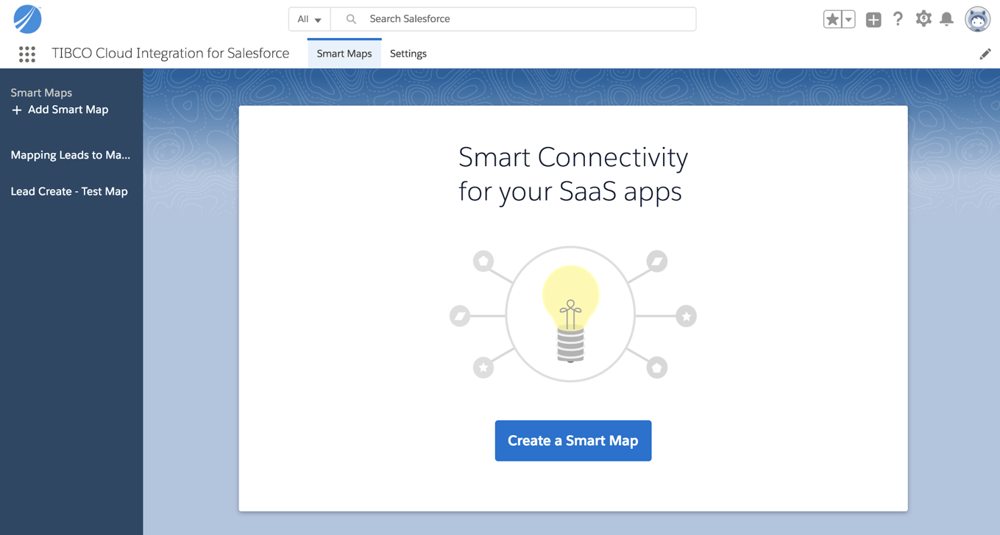 All
Search Salesforce
TIBCO Cloud Integration for Salesforce
Smart Maps
Settings
Smart Maps
+ Add Smart Map
Mapping Leads to Ma...
Lead Create - Test Map
Smart Connectivity
for your SaaS apps
Create a Smart Map